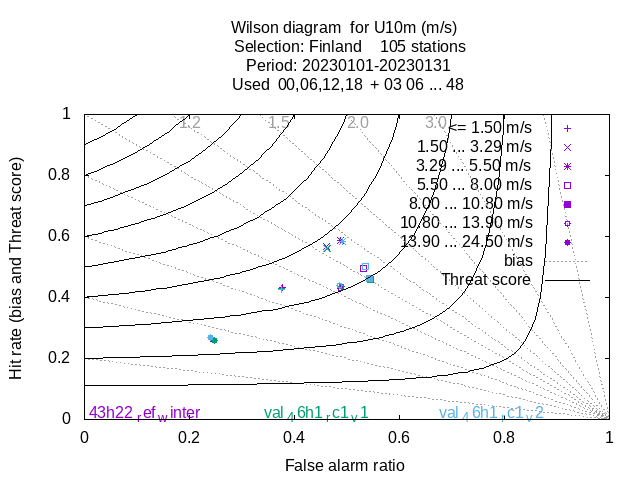 Wilson diagram for U10m (m/s)
Selection: Finland 105 stations
Period: 20230101-20230131
Used 00,06,12,18 + 03 06 ... 48
Hit rate (bias and Threat score)
1
0.8
0.6
0.4
0.2
0
1.2 1.5 2.0 3.0
<= 1.50 m/s
1.50 ... 3.29 m/s
3.29 ... 5.50 m/s
5.50 ... 8.00 m/s
8.00 ... 10.80 m/s
10.80 ... 13.90 m/s
13.90 ... 24.50 m/s
bias
Threat score
43h22_ref_winter val_46h1_rc1_v1 val_46h1_rc1_v2
0 0.2 0.4 0.6 0.8 1
False alarm ratio